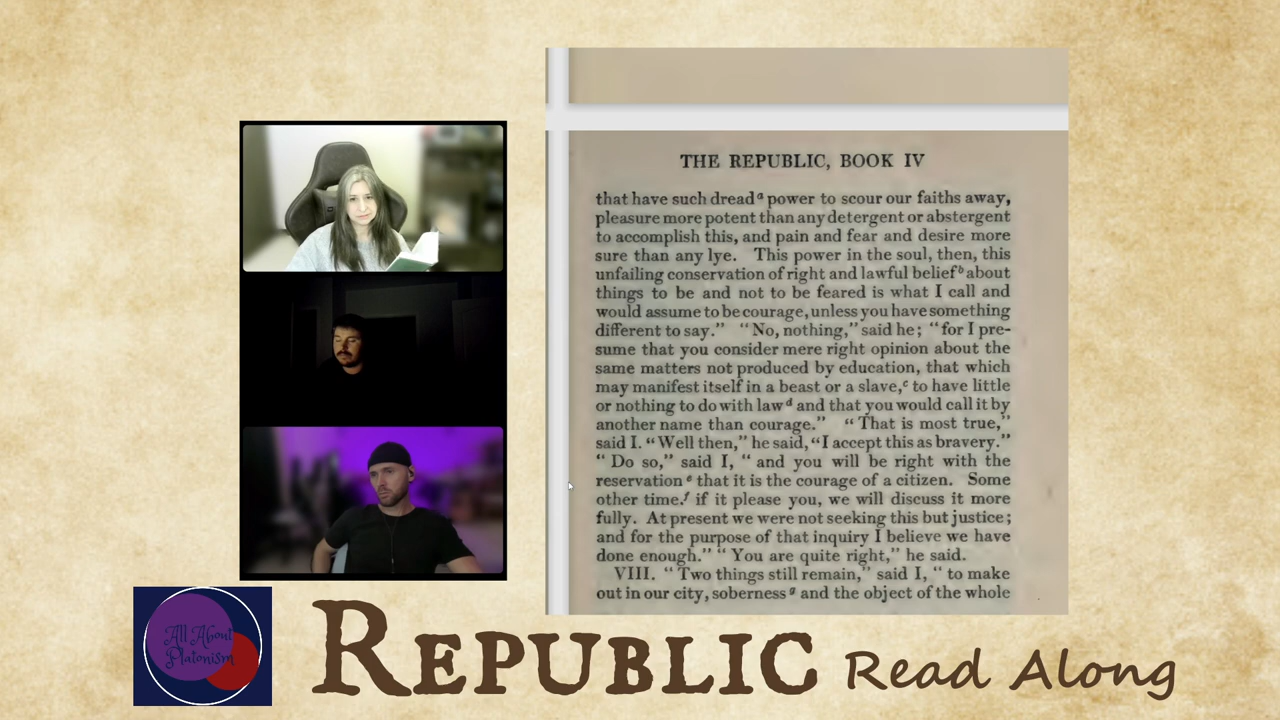 THE REPUBLIC, BOOK IV
that have such dreadᵃ power to scour our faiths away,
pleasure more potent than any detergent or abstergent
to accomplish this, and pain and fear and desire more
sure than any lye. This power in the soul, then, this
unfailing conservation of right and lawful beliefᵇ about
things to be and not to be feared is what I call and
would assume to be courage, unless you have something
different to say.” “No, nothing,” said he; “for I pre-
sume that you consider mere right opinion about the
same matters not produced by education, that which
may manifest itself in a beast or a slave,ᶜ to have little
or nothing to do with lawᵈ and that you would call it by
another name than courage.” “That is most true,”
said I. “Well then,” he said, “I accept this as bravery.”
“Do so,” said I, “and you will be right with the
reservationᵉ that it is the courage of a citizen. Some
other time,ᶠ if it please you, we will discuss it more
fully. At present we were not seeking this but justice;
and for the purpose of that inquiry I believe we have
done enough.” “You are quite right,” he said.
VIII. “Two things still remain,” said I, “to make
out in our city, sobernessᵍ and the object of the whole
All About
Platonism
REPUBLIC Read Along